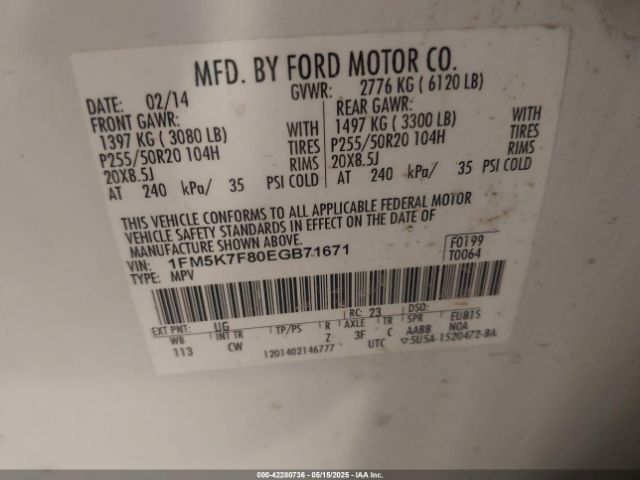 MFD. BY FORD MOTOR CO.
DATE: 02/14 GVWR: 2776 KG ( 6120 LB)
FRONT GAWR: REAR GAWR:
1397 KG ( 3080 LB) WITH 1497 KG ( 3300 LB) WITH
P255/50R20 104H TIRES P255/50R20 104H TIRES
20X8.5J RIMS 20X8.5J RIMS
AT 240 kPa/ 35 PSI COLD AT 240 kPa/ 35 PSI COLD
THIS VEHICLE CONFORMS TO ALL APPLICABLE FEDERAL MOTOR
VEHICLE SAFETY STANDARDS IN EFFECT ON THE DATE OF
MANUFACTURE SHOWN ABOVE.
VIN: 1FM5K7F80EGB71671 F0199
TYPE: MPV T0064
EXT PNT: UG RC: 23 DSO:
WB INT TR TP/PS R AXLE TR SPR EU815
113 CW Z 3F C AABB NOA
1201402146777 UTC 5U5A-1520472-BA
000-42280736 - 05/15/2025 - IAA Inc.